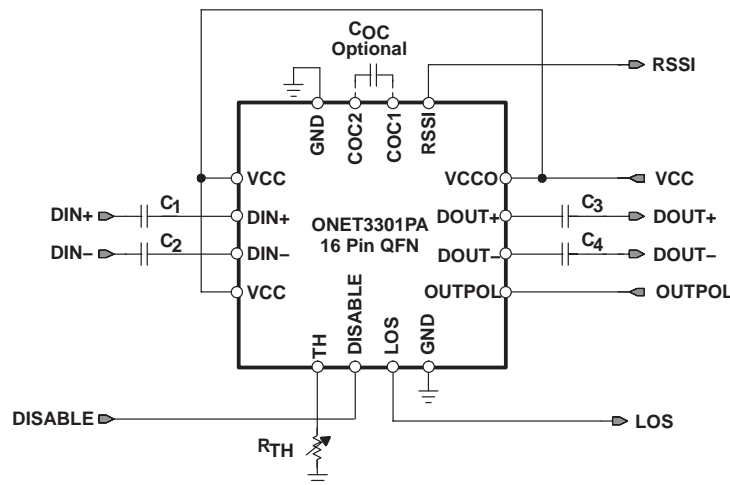 COC
Optional
RSSI
GND
COC2
COC1
RSSI
VCC
VCCO
VCC
DIN+
C1
DIN+
ONET3301PA
16 Pin QFN
DOUT+
C3
DOUT+
DIN–
C2
DIN–
DOUT–
C4
DOUT–
VCC
OUTPOL
OUTPOL
TH
DISABLE
LOS
GND
DISABLE
LOS
RTH